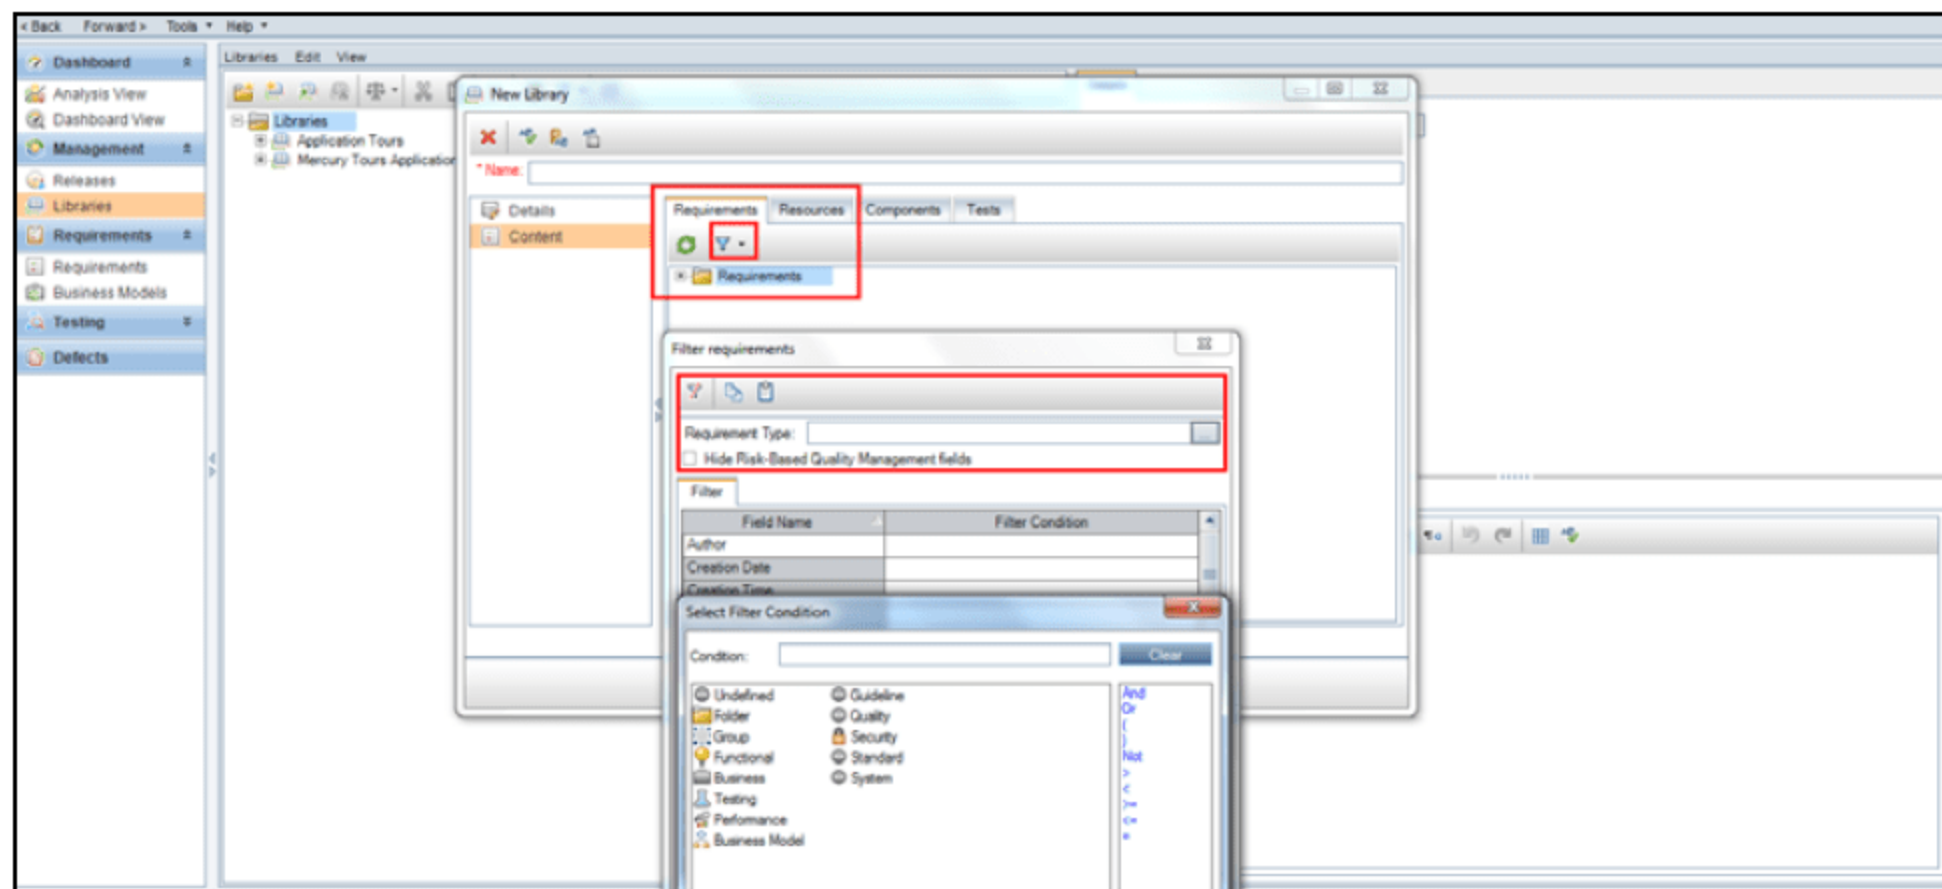 < Back Forward > Tools Help
Dashboard
Analysis View
Dashboard View
Management
Releases
Libraries
Requirements
Requirements
Business Models
Testing
Defects
Libraries Edit View
Libraries
Application Tours
Mercury Tours Application
New Library
* Name:
Details
Content
Requirements Resources Components Tests
Requirements
Filter requirements
Requirement Type:
...
Hide Risk-Based Quality Management fields
Filter
Field Name Filter Condition
Author
Creation Date
Creation Time
Select Filter Condition
Condition: Clear
Undefined
Folder
Group
Functional
Business
Testing
Performance
Business Model
Guideline
Quality
Security
Standard
System
And
Or
(
)
Not
>
<
>=
<=
=